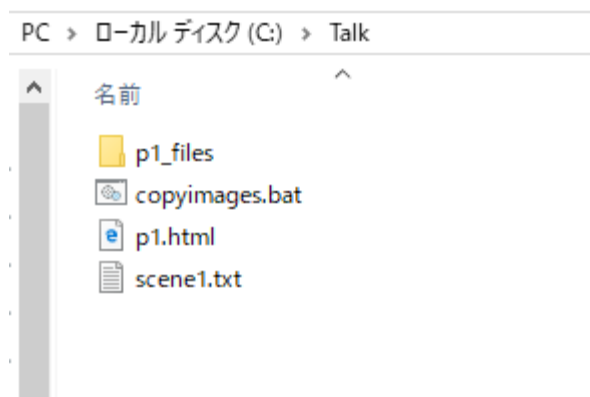 PC > ローカル ディスク (C:) > Talk
名前
p1_files
copyimages.bat
p1.html
scene1.txt